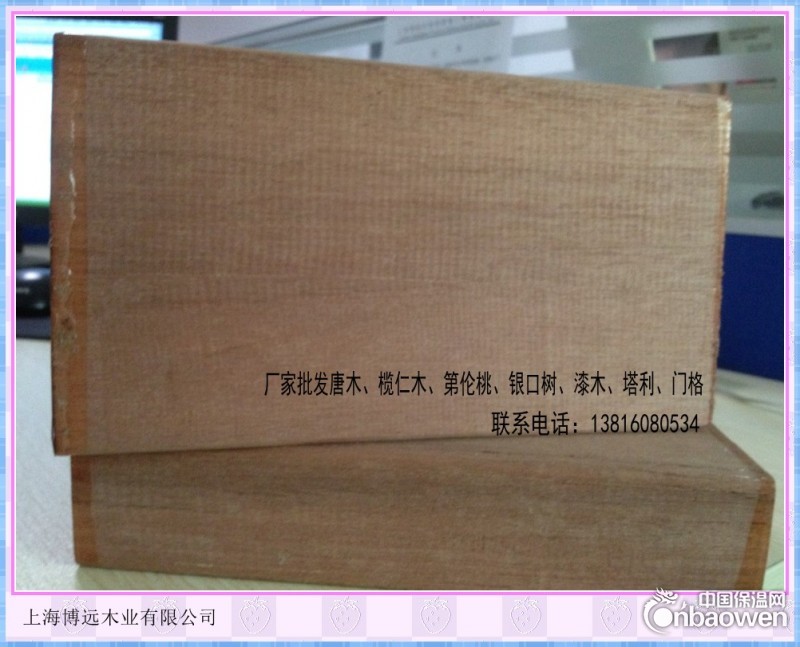 厂家批发唐木、榄仁木、第伦桃、银口树、漆木、塔利、门格
联系电话：13816080534
上海博远木业有限公司
中国保温网
Cnbaowen